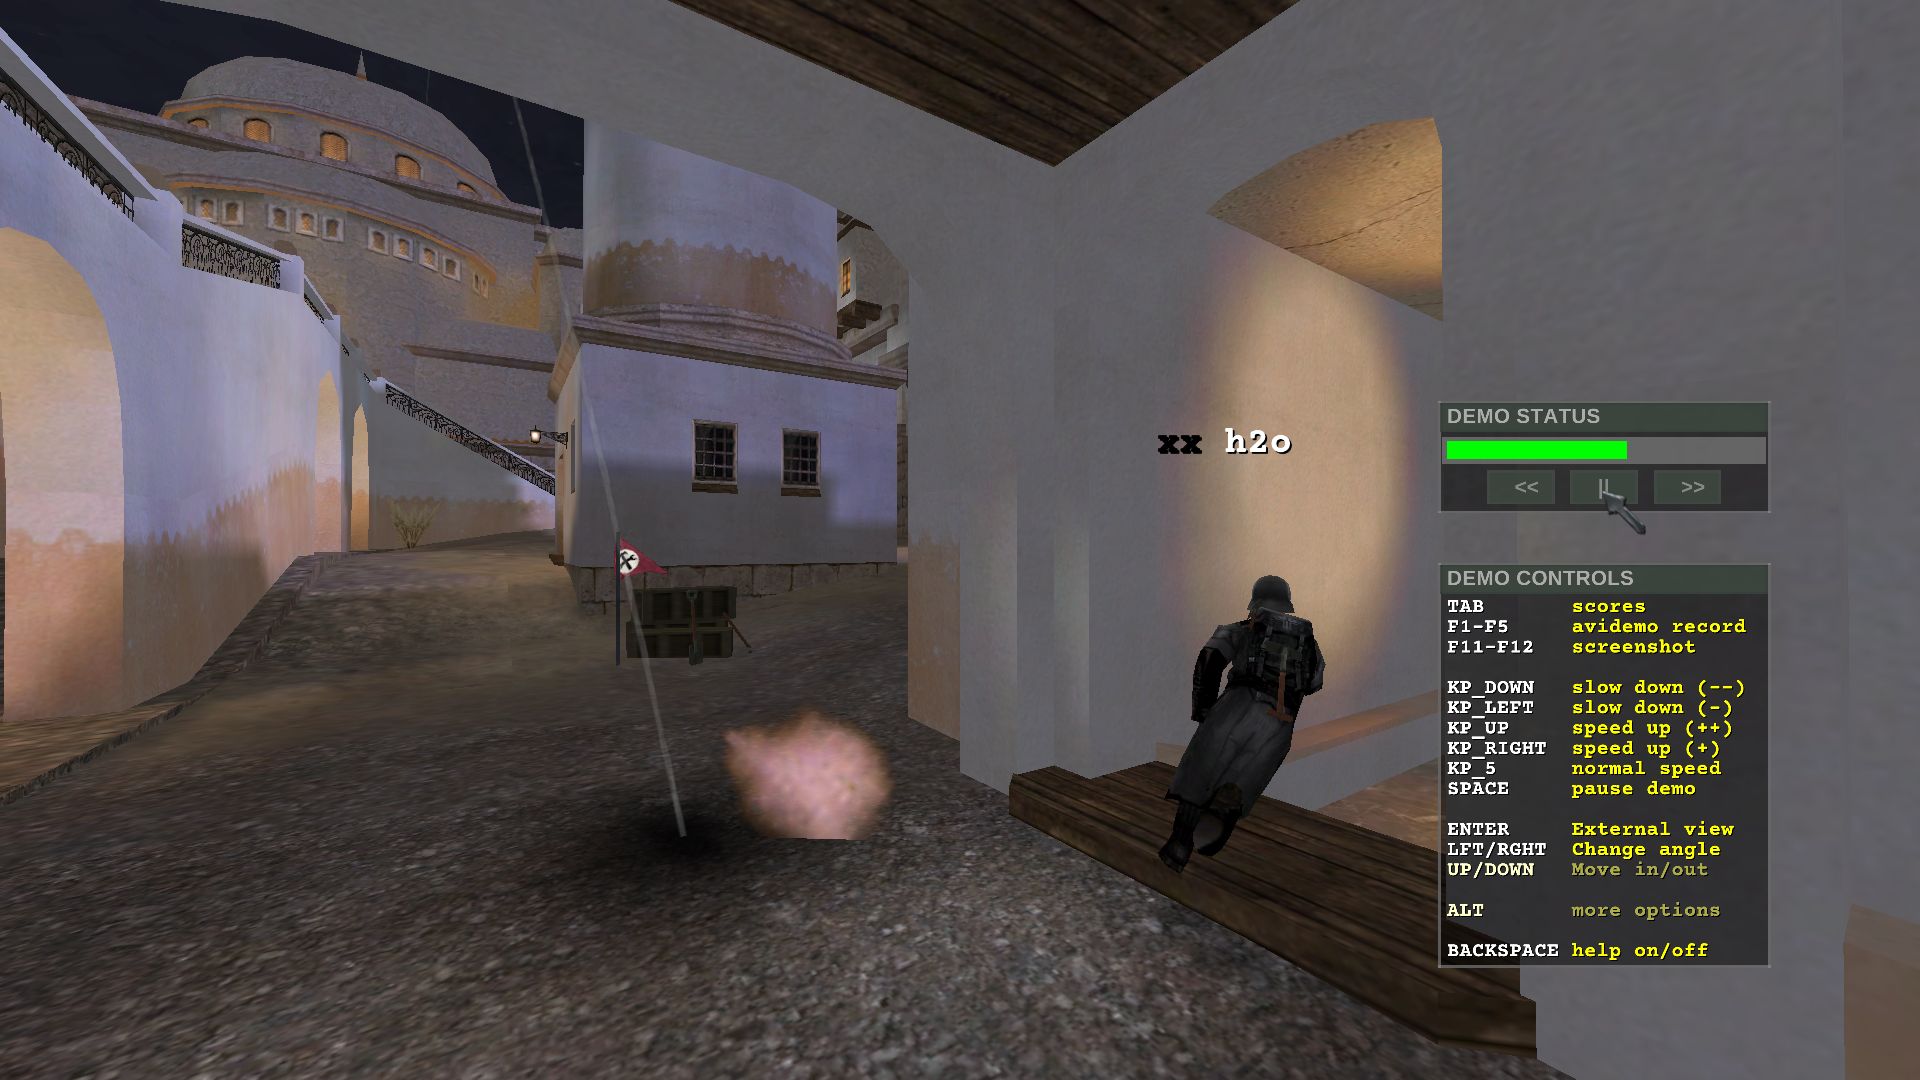 xx h2o
DEMO STATUS
<< || >>
DEMO CONTROLS
TAB scores
F1-F5 avidemo record
F11-F12 screenshot
KP_DOWN slow down (--)
KP_LEFT slow down (-)
KP_UP speed up (++)
KP_RIGHT speed up (+)
KP_5 normal speed
SPACE pause demo
ENTER External view
LFT/RGHT Change angle
UP/DOWN Move in/out
ALT more options
BACKSPACE help on/off